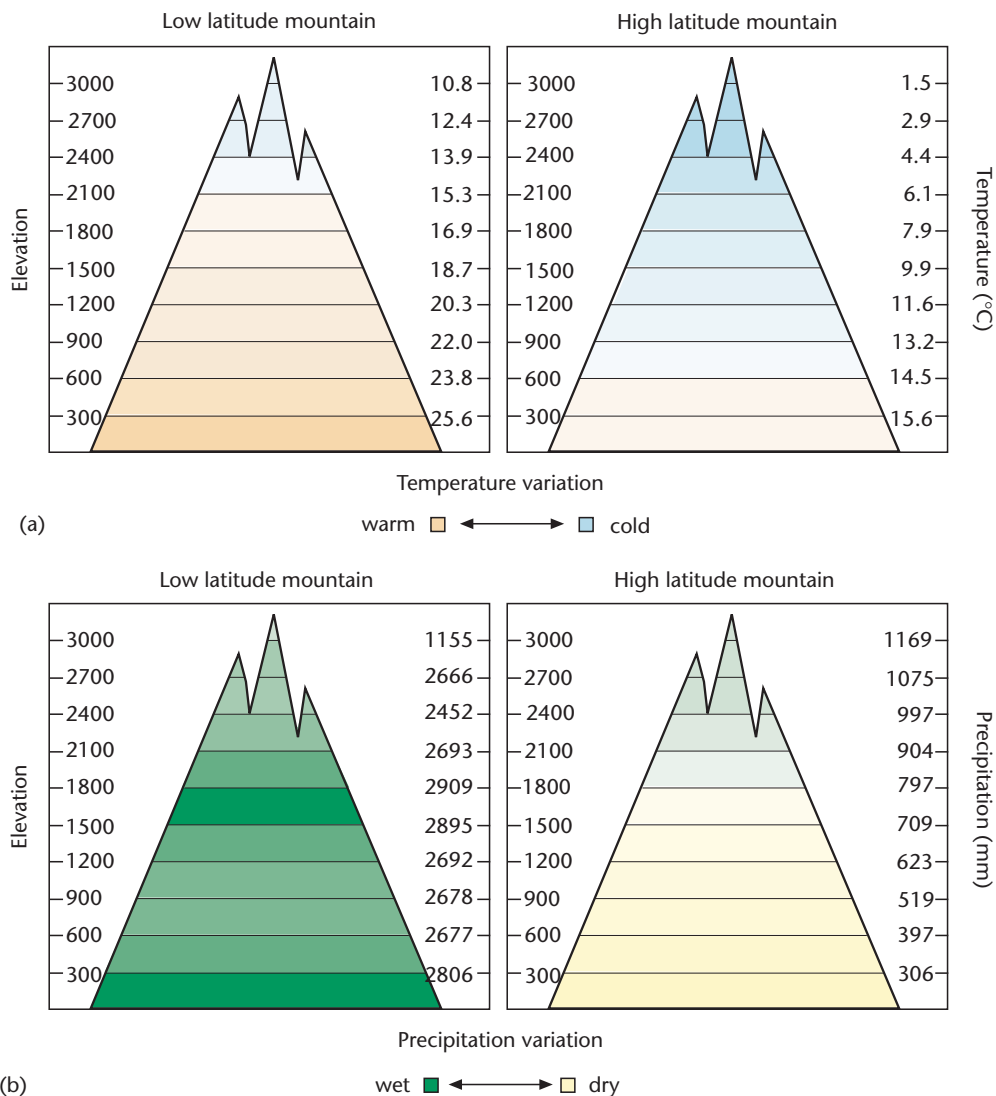 Low latitude mountain
High latitude mountain
3000 10.8 3000 1.5
2700 12.4 2700 2.9
2400 13.9 2400 4.4
2100 15.3 2100 6.1
1800 16.9 1800 7.9
1500 18.7 1500 9.9
1200 20.3 1200 11.6
900 22.0 900 13.2
600 23.8 600 14.5
300 25.6 300 15.6
Elevation
Temperature (°C)
Temperature variation
(a)
warm cold
Low latitude mountain
High latitude mountain
3000 1155 3000 1169
2700 2666 2700 1075
2400 2452 2400 997
2100 2693 2100 904
1800 2909 1800 797
1500 2895 1500 709
1200 2692 1200 623
900 2678 900 519
600 2677 600 397
300 2806 300 306
Elevation
Precipitation (mm)
Precipitation variation
(b)
wet dry